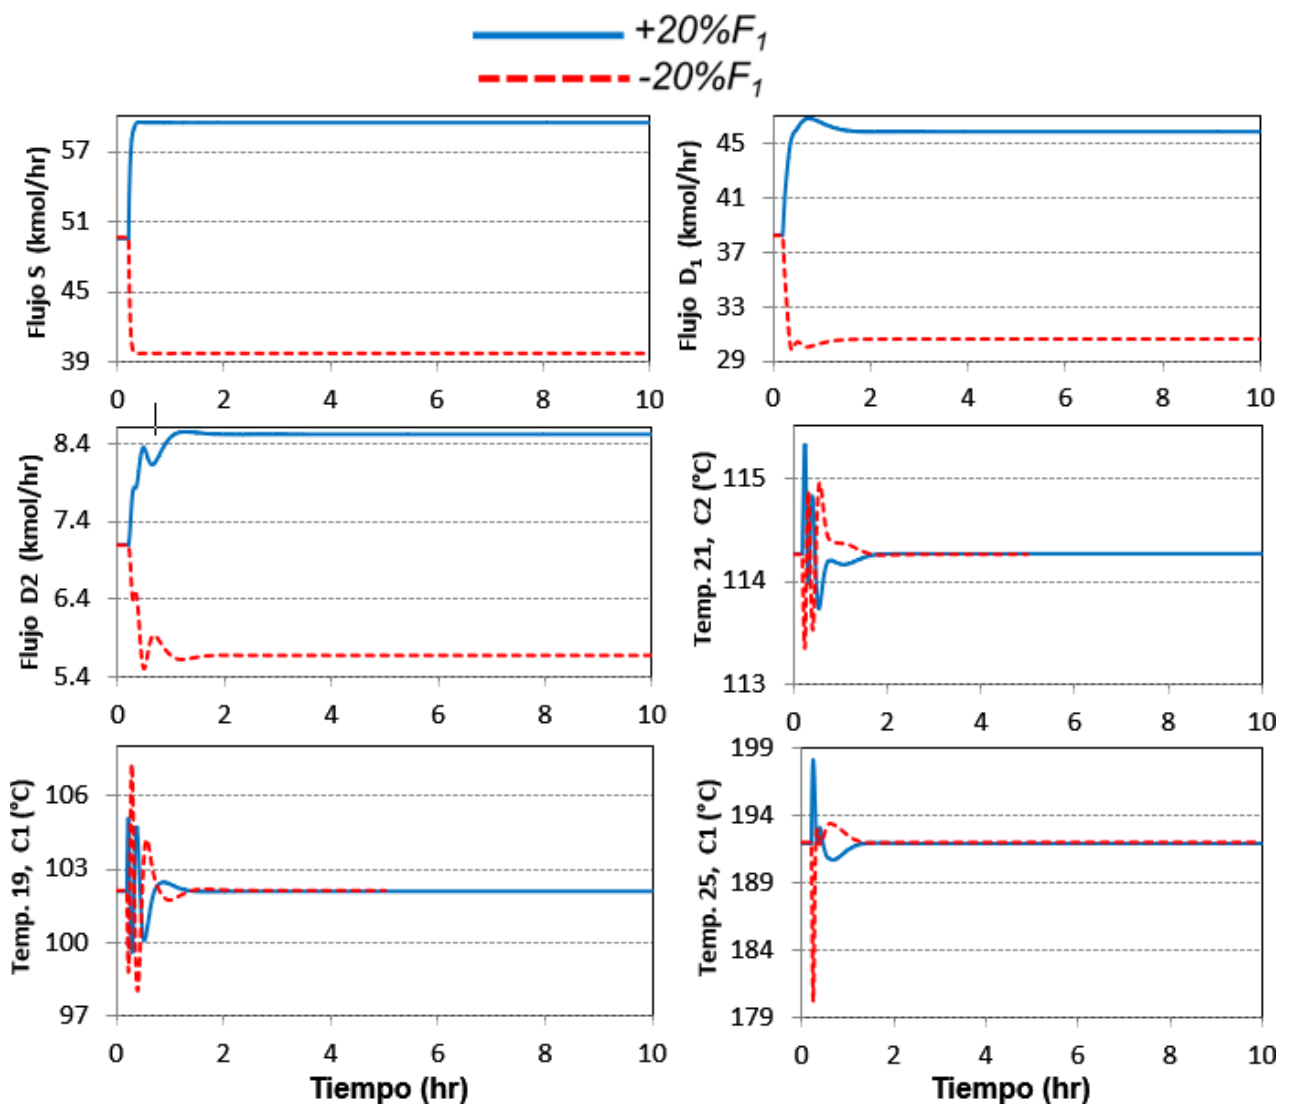 +20%F1
-20%F1
Flujo S (kmol/hr)
57
51
45
39
0 2 4 6 8 10
Flujo D1 (kmol/hr)
45
41
37
33
29
0 2 4 6 8 10
Flujo D2 (kmol/hr)
8.4
7.4
6.4
5.4
0 2 4 6 8 10
Temp. 21, C2 (°C)
115
114
113
0 2 4 6 8 10
Temp. 19, C1 (°C)
106
103
100
97
0 2 4 6 8 10
Tiempo (hr)
Temp. 25, C1 (°C)
199
194
189
184
179
0 2 4 6 8 10
Tiempo (hr)